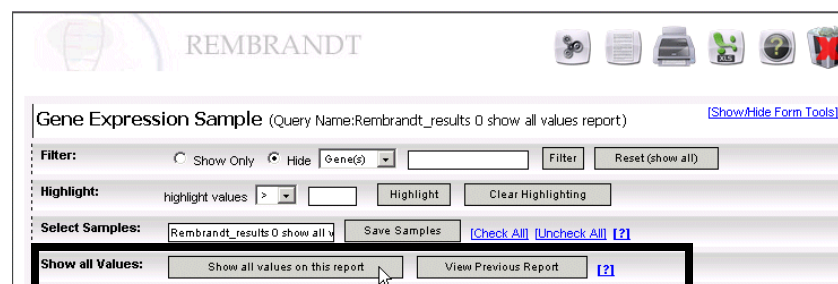 REMBRANDT
XLS ?
Gene Expression Sample (Query Name:Rembrandt_results 0 show all values report) [Show/Hide Form Tools]
Filter: Show Only Hide Gene(s) Filter Reset (show all)
Highlight: highlight values > Highlight Clear Highlighting
Select Samples: Rembrandt_results 0 show all v Save Samples [Check All] [Uncheck All] [?]
Show all Values: Show all values on this report View Previous Report [?]